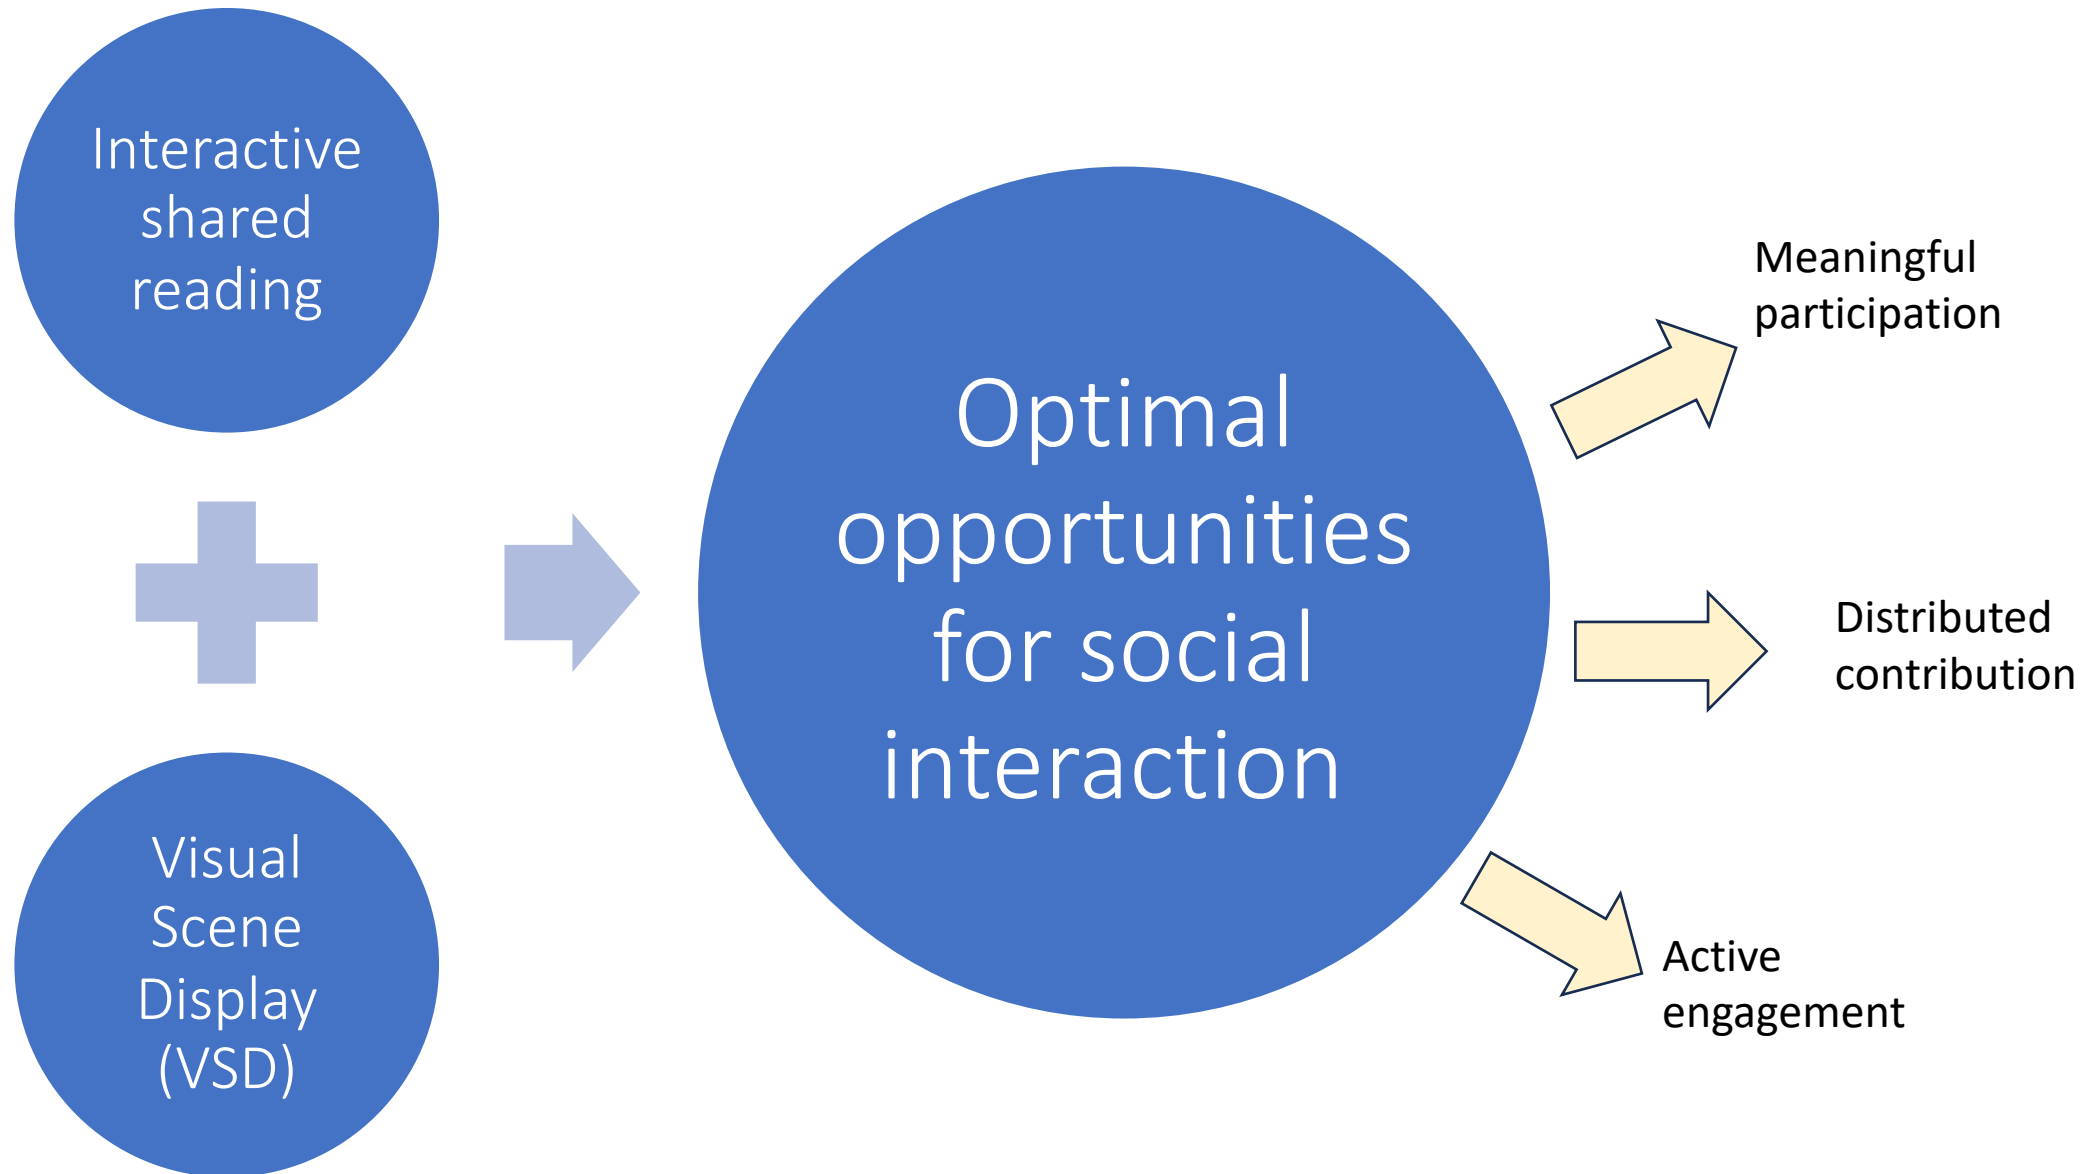 Interactive
shared
reading
Visual
Scene
Display
(VSD)
Optimal
opportunities
for social
interaction
Meaningful
participation
Distributed
contribution
Active
engagement